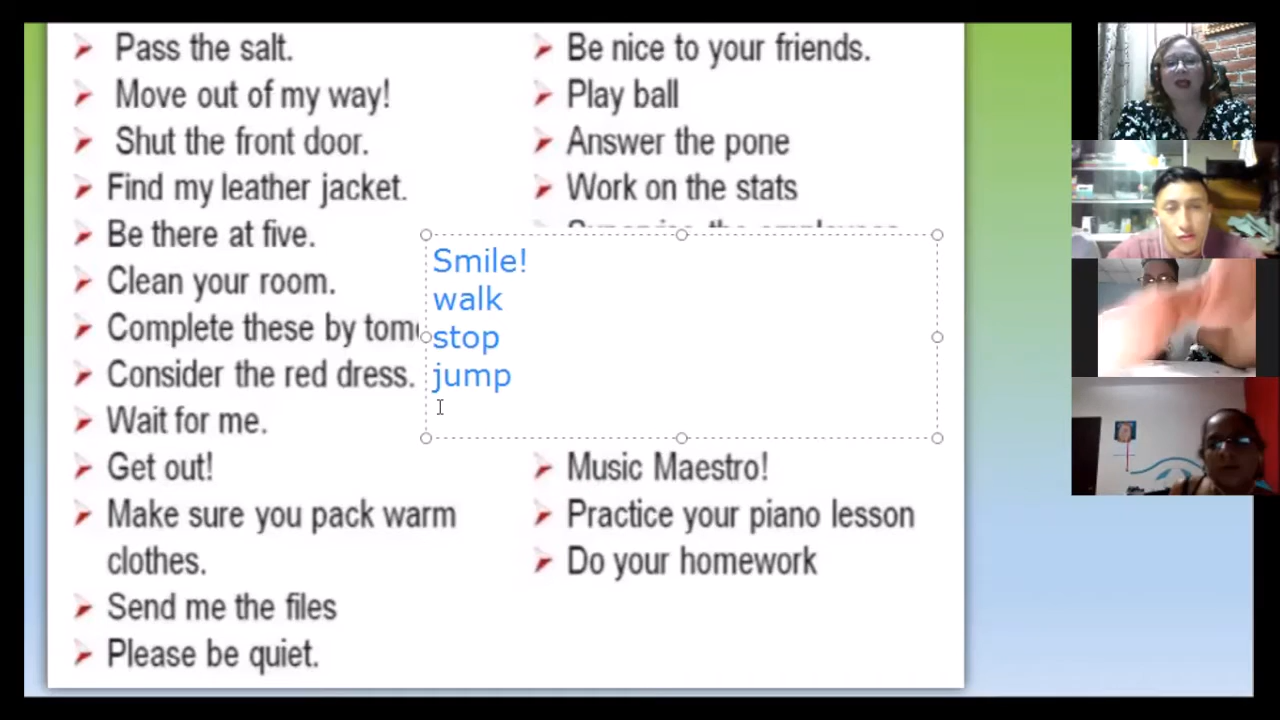 Pass the salt.
Move out of my way!
Shut the front door.
Find my leather jacket.
Be there at five.
Clean your room.
Complete these by
Consider the red dress.
Wait for me.
Get out!
Make sure you pack warm
clothes.
Send me the files
Please be quiet.
Be nice to your friends.
Play ball
Answer the pone
Work on the stats
Smile!
walk
stop
jump
Music Maestro!
Practice your piano lesson
Do your homework